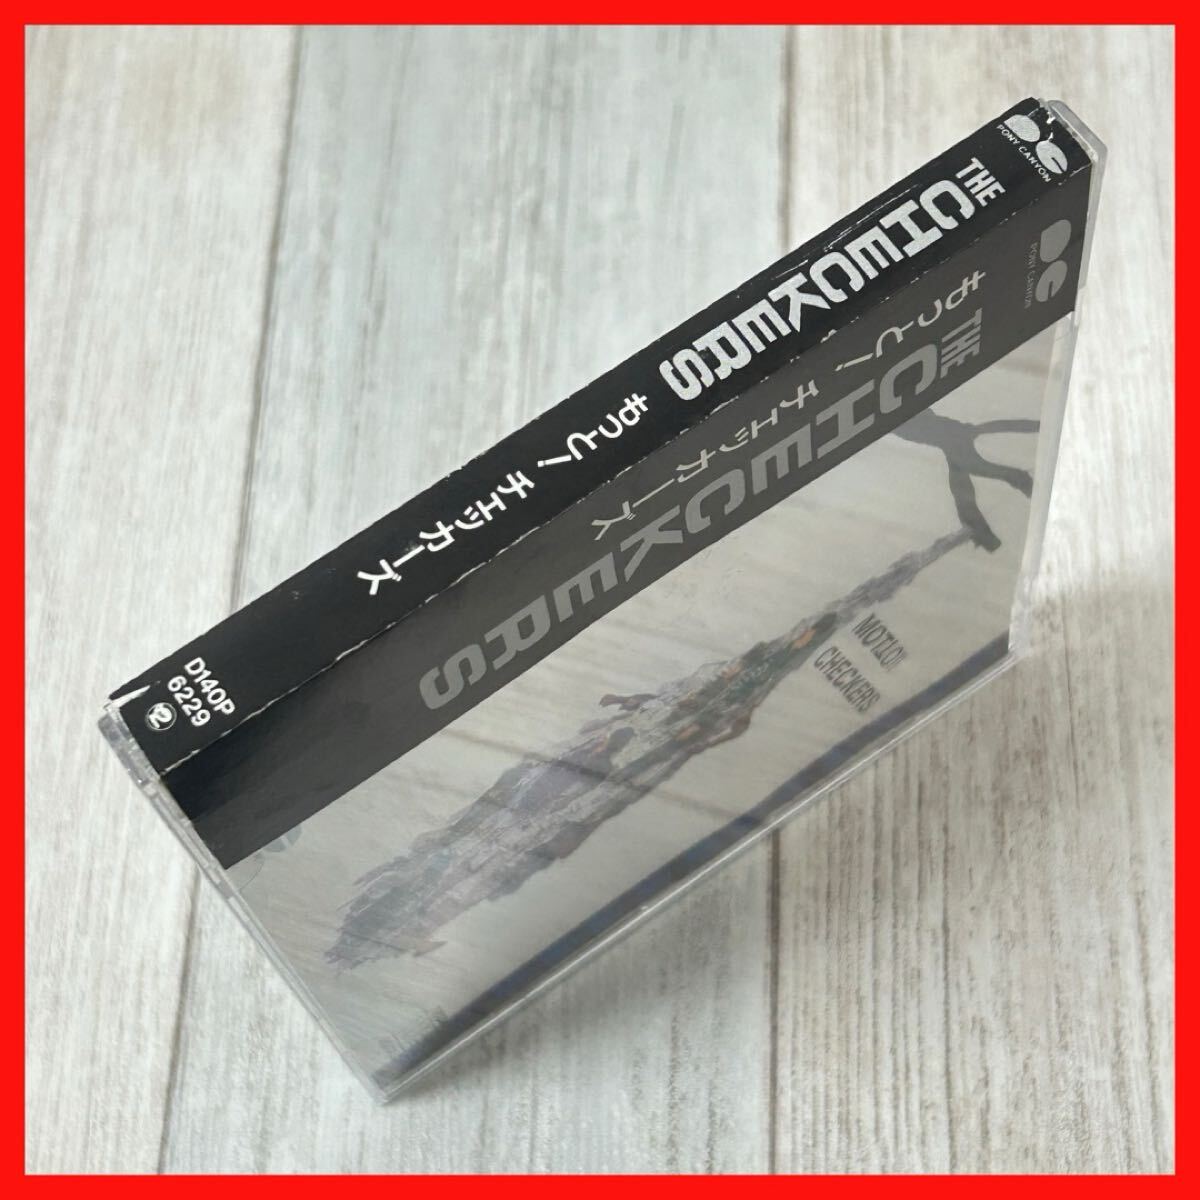 PONY CANYON
THE CHECKERS もっと! チェッカーズ
D140P
6229
2
PONY CANYON
THE CHECKERS
もっと! チェッカーズ
MOTTO!!
CHECKERS